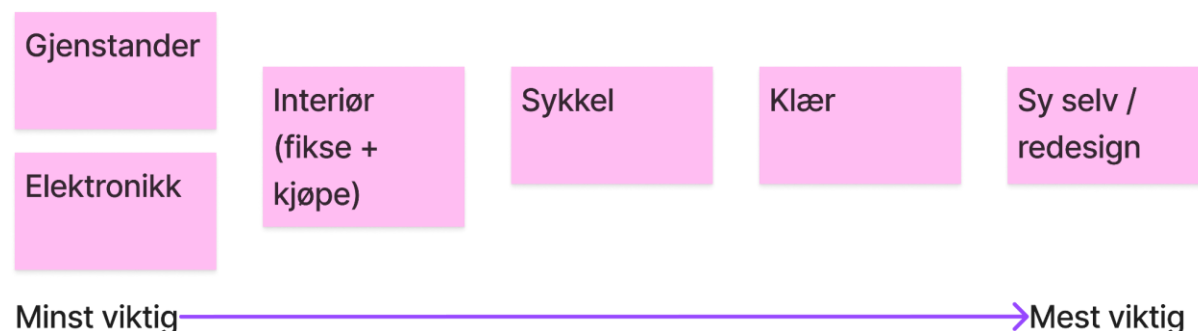 Gjenstander
Elektronikk
Interiør
(fikse +
kjøpe)
Sykkel
Klær
Sy selv /
redesign
Minst viktig
Mest viktig